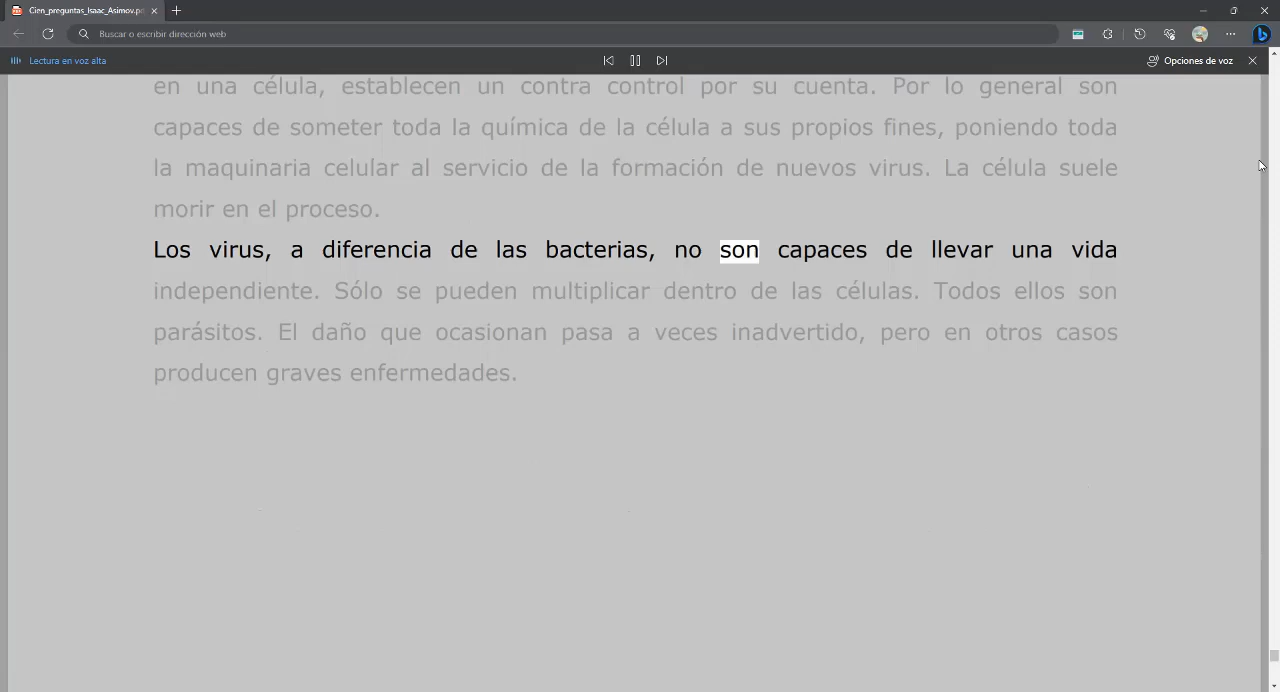 Cien_preguntas_Isaac_Asimov.pd
Buscar o escribir dirección web
Lectura en voz alta
Opciones de voz
en una célula, establecen un contra control por su cuenta. Por lo general son
capaces de someter toda la química de la célula a sus propios fines, poniendo toda
la maquinaria celular al servicio de la formación de nuevos virus. La célula suele
morir en el proceso.
Los virus, a diferencia de las bacterias, no son capaces de llevar una vida
independiente. Sólo se pueden multiplicar dentro de las células. Todos ellos son
parásitos. El daño que ocasionan pasa a veces inadvertido, pero en otros casos
producen graves enfermedades.